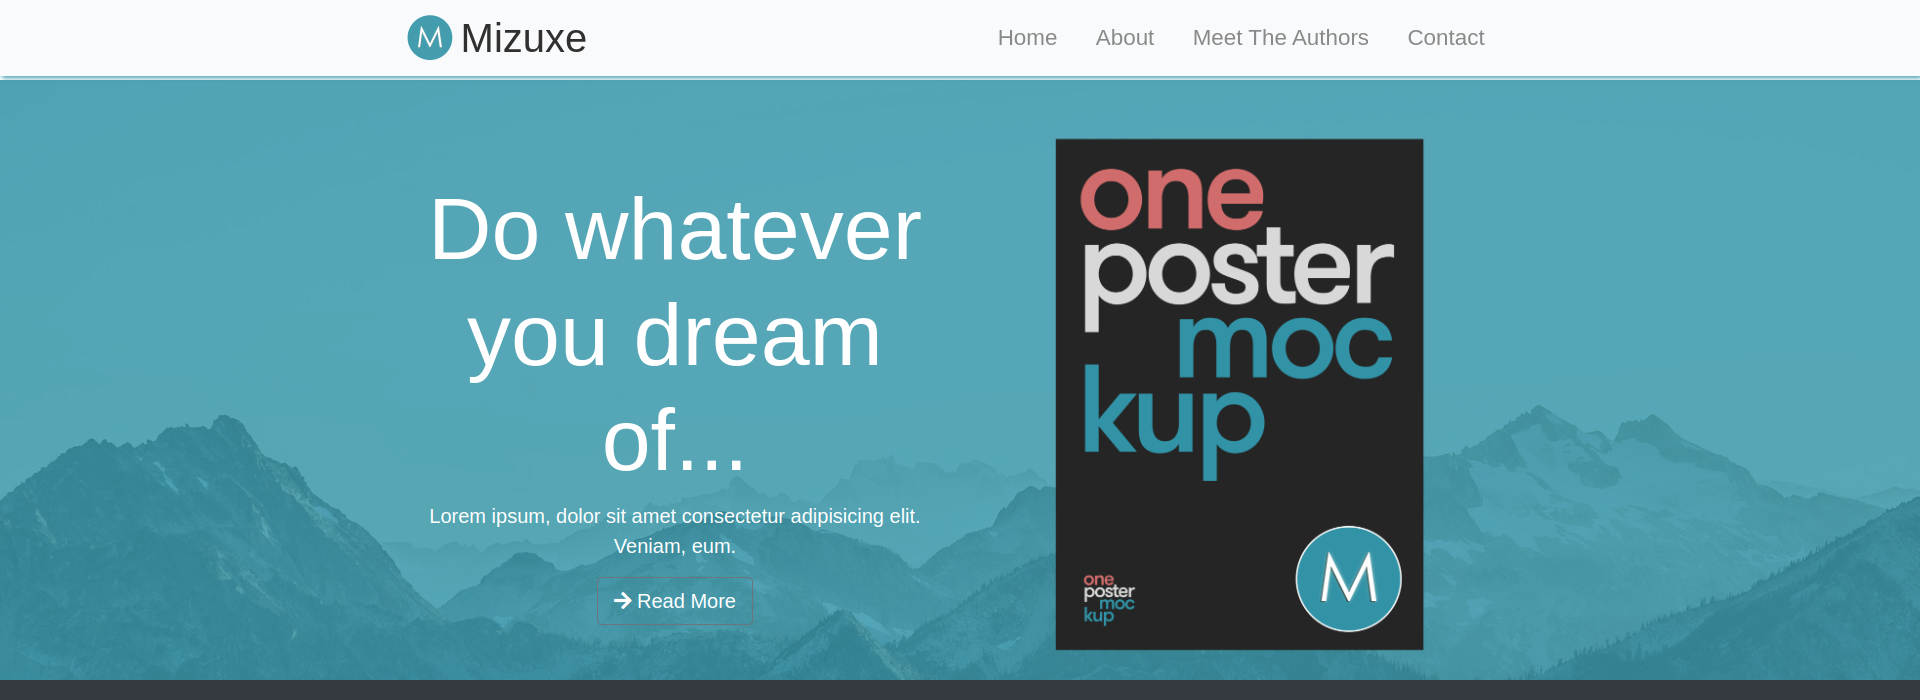 M Mizuxe
Home About Meet The Authors Contact
Do whatever
you dream
of...
Lorem ipsum, dolor sit amet consectetur adipisicing elit.
Veniam, eum.
Read More
one
poster
moc
kup
one
poster
moc
kup
M